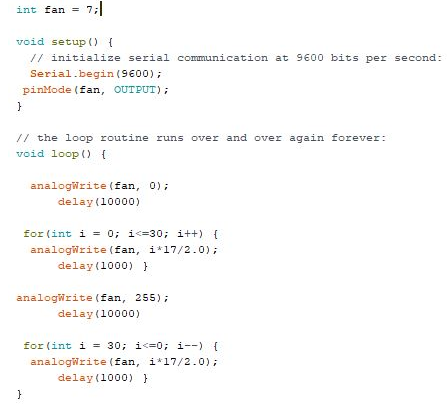 int fan = 7;
void setup() {
// initialize serial communication at 9600 bits per second:
Serial.begin(9600);
pinMode(fan, OUTPUT);
}
// the loop routine runs over and over again forever:
void loop() {
analogWrite(fan, 0);
delay(10000)
for(int i = 0; i<=30; i++) {
analogWrite(fan, i*17/2.0);
delay(1000) }
analogWrite(fan, 255);
delay(10000)
for(int i = 30; i<=0; i--) {
analogWrite(fan, i*17/2.0);
delay(1000) }
}